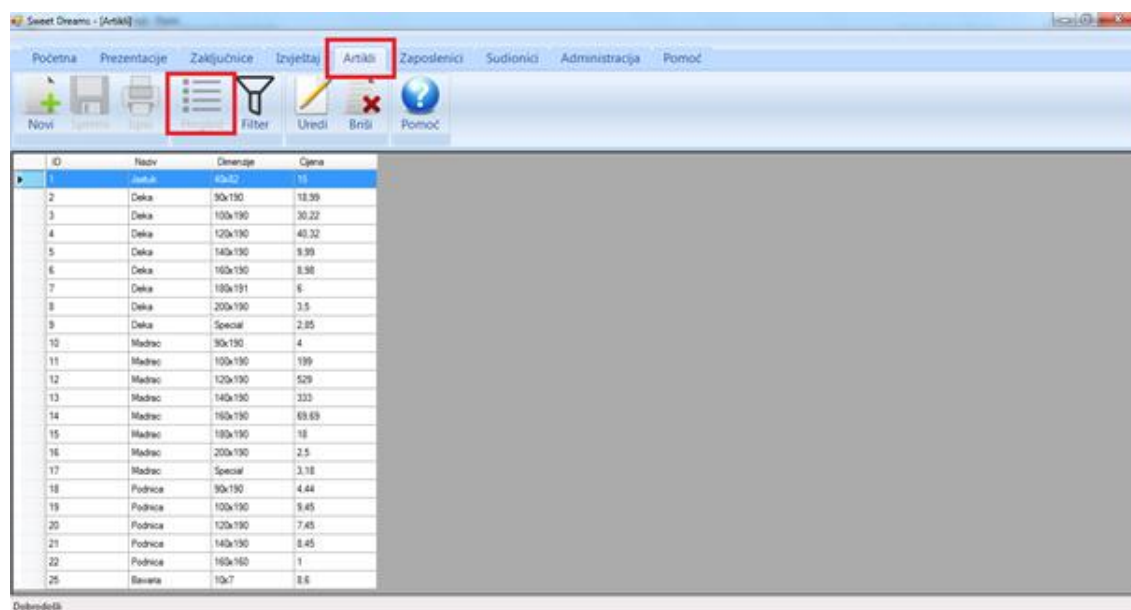 Sweet Dreams - [Artikli]
Početna Prezentacije Zaključnice Izvještaj Artikli Zaposlenici Sudionici Administracija Pomoć
Novi Filter Uredi Briši Pomoć
ID Naziv Dimenzije Cijena
1 Jastuk 40x82 15
2 Deka 90x190 18,99
3 Deka 100x190 30,22
4 Deka 120x190 40,32
5 Deka 140x190 9,99
6 Deka 160x190 8,98
7 Deka 180x191 6
8 Deka 200x190 3,5
9 Deka Special 2,85
10 Madrac 90x190 4
11 Madrac 100x190 199
12 Madrac 120x190 529
13 Madrac 140x190 333
14 Madrac 160x190 69,69
15 Madrac 180x190 18
16 Madrac 200x190 2,5
17 Madrac Special 3,18
18 Podnica 90x190 4,44
19 Podnica 100x190 9,45
20 Podnica 120x190 7,45
21 Podnica 140x190 8,45
22 Podnica 160x160 1
25 Bavaria 10x7 8,6
Dobrodošli